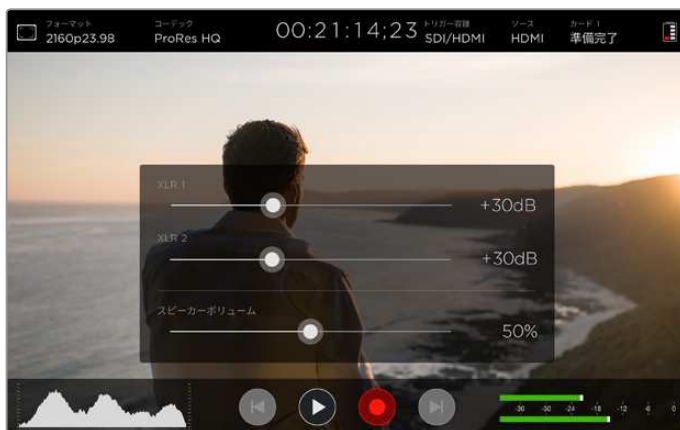 フォーマット
2160p23.98
コーデック
ProRes HQ
00:21:14;23
トリガー収録
SDI/HDMI
ソース
HDMI
カード 1
準備完了
XLR 1
+30dB
XLR 2
+30dB
スピーカーボリューム
50%
-36 -30 -24 -18 -12 -6 0